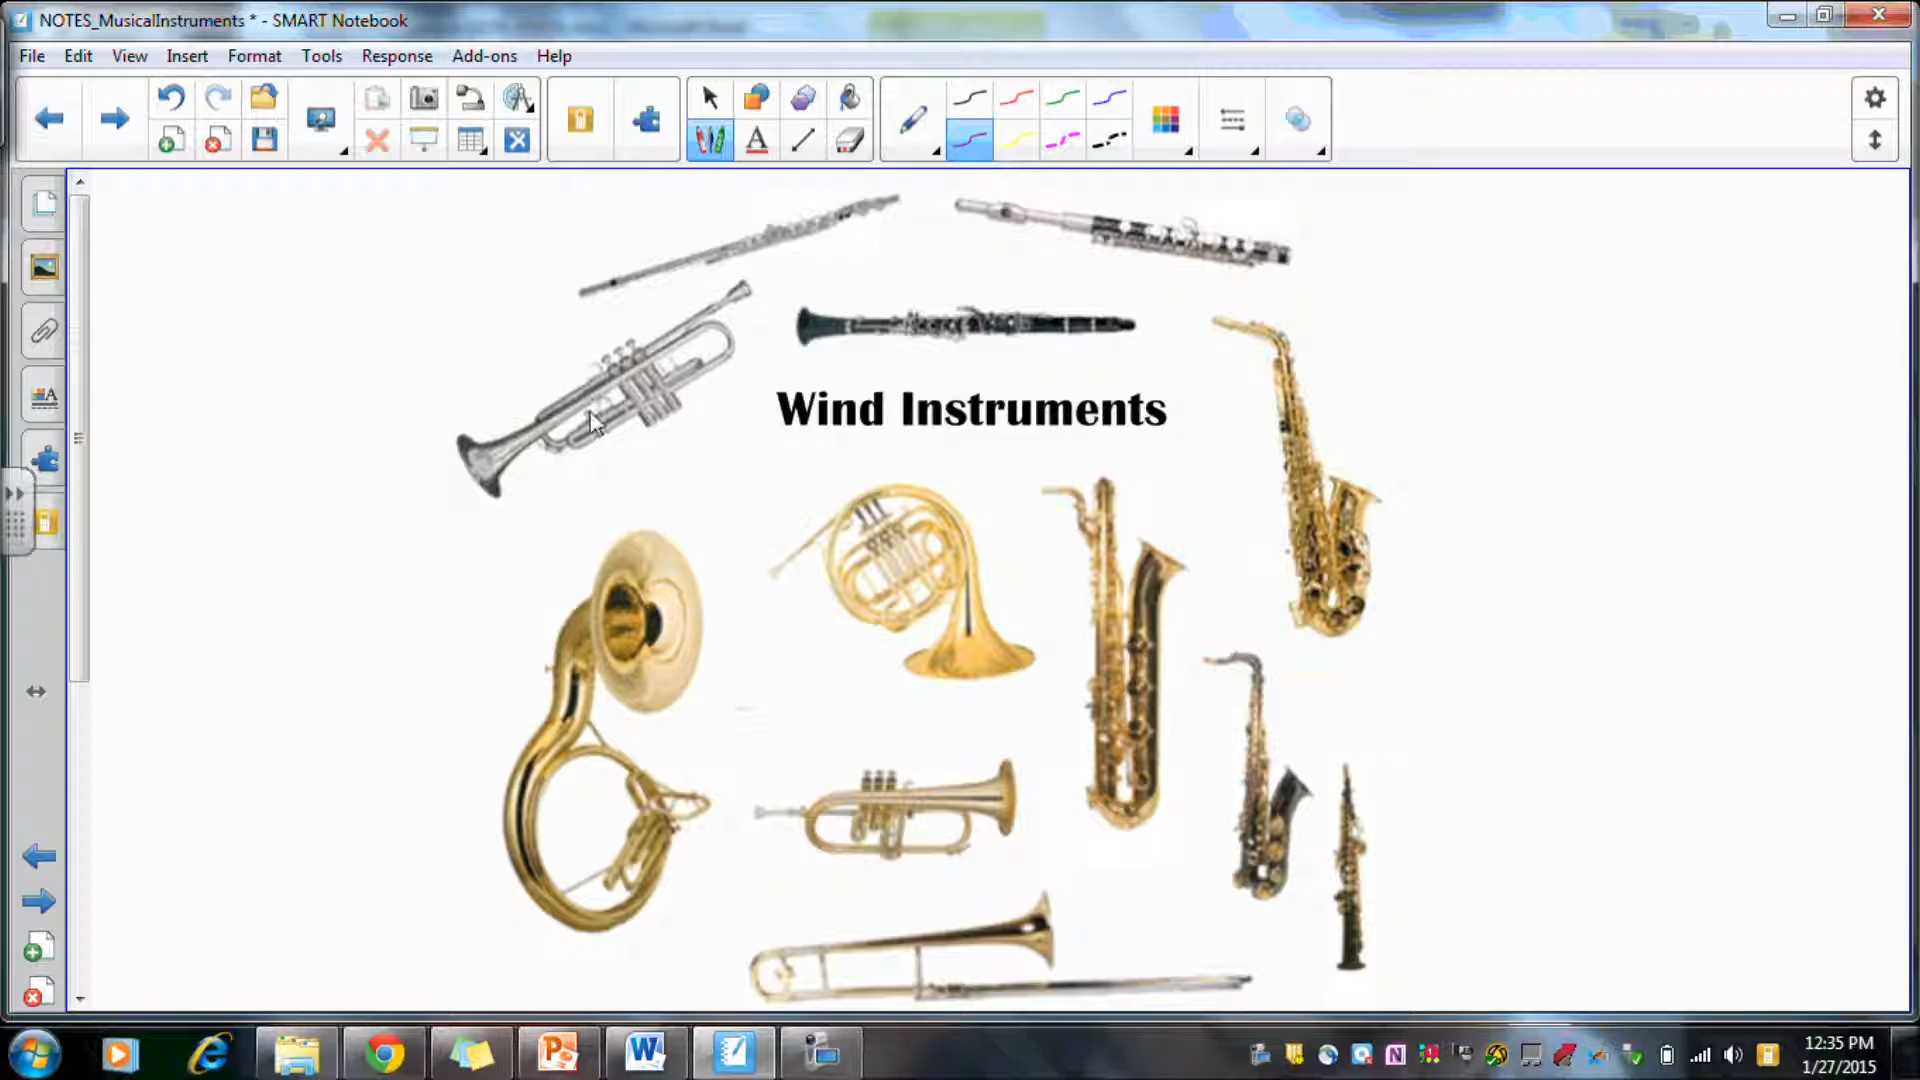 NOTES_MusicalInstruments * - SMART Notebook
File Edit View Insert Format Tools Response Add-ons Help
Wind Instruments
12:35 PM
1/27/2015